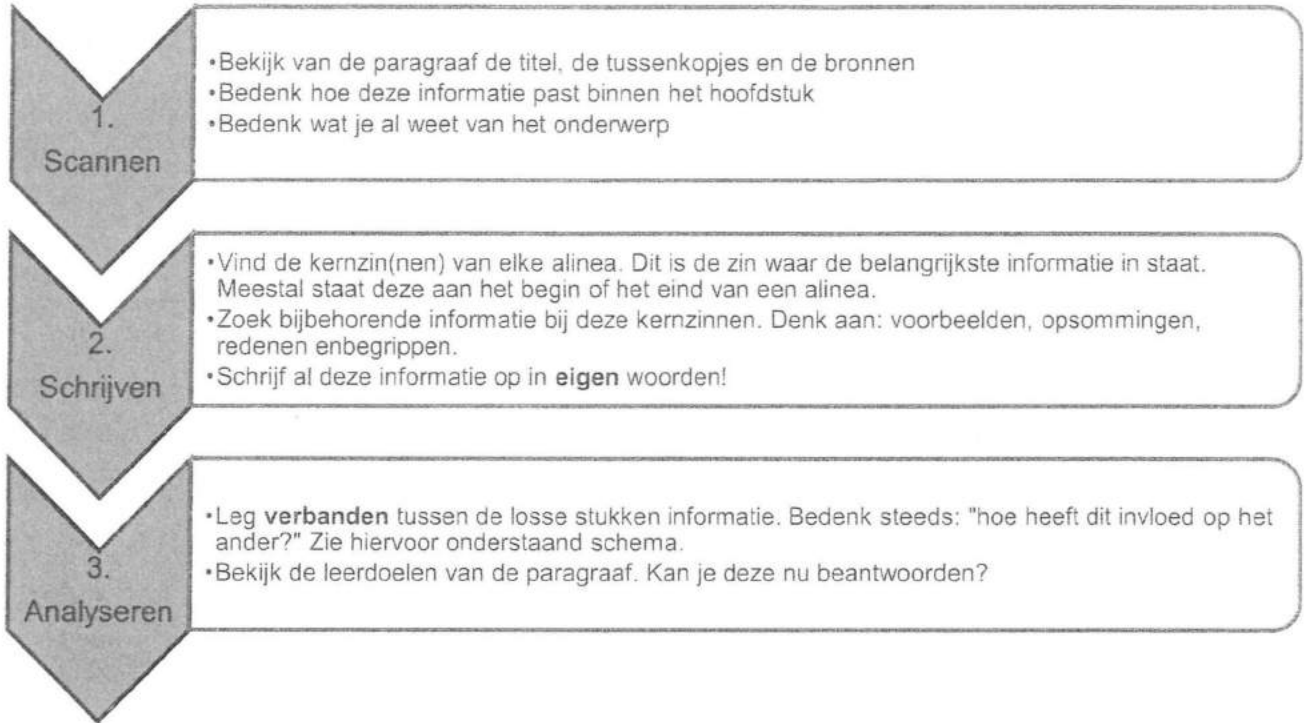 1.
Scannen
•Bekijk van de paragraaf de titel, de tussenkopjes en de bronnen
•Bedenk hoe deze informatie past binnen het hoofdstuk
•Bedenk wat je al weet van het onderwerp
2.
Schrijven
•Vind de kernzin(nen) van elke alinea. Dit is de zin waar de belangrijkste informatie in staat.
Meestal staat deze aan het begin of het eind van een alinea.
•Zoek bijbehorende informatie bij deze kernzinnen. Denk aan: voorbeelden, opsommingen,
redenen enbegrippen.
•Schrijf al deze informatie op in eigen woorden!
3.
Analyseren
•Leg verbanden tussen de losse stukken informatie. Bedenk steeds: "hoe heeft dit invloed op het
ander?" Zie hiervoor onderstaand schema.
•Bekijk de leerdoelen van de paragraaf. Kan je deze nu beantwoorden?